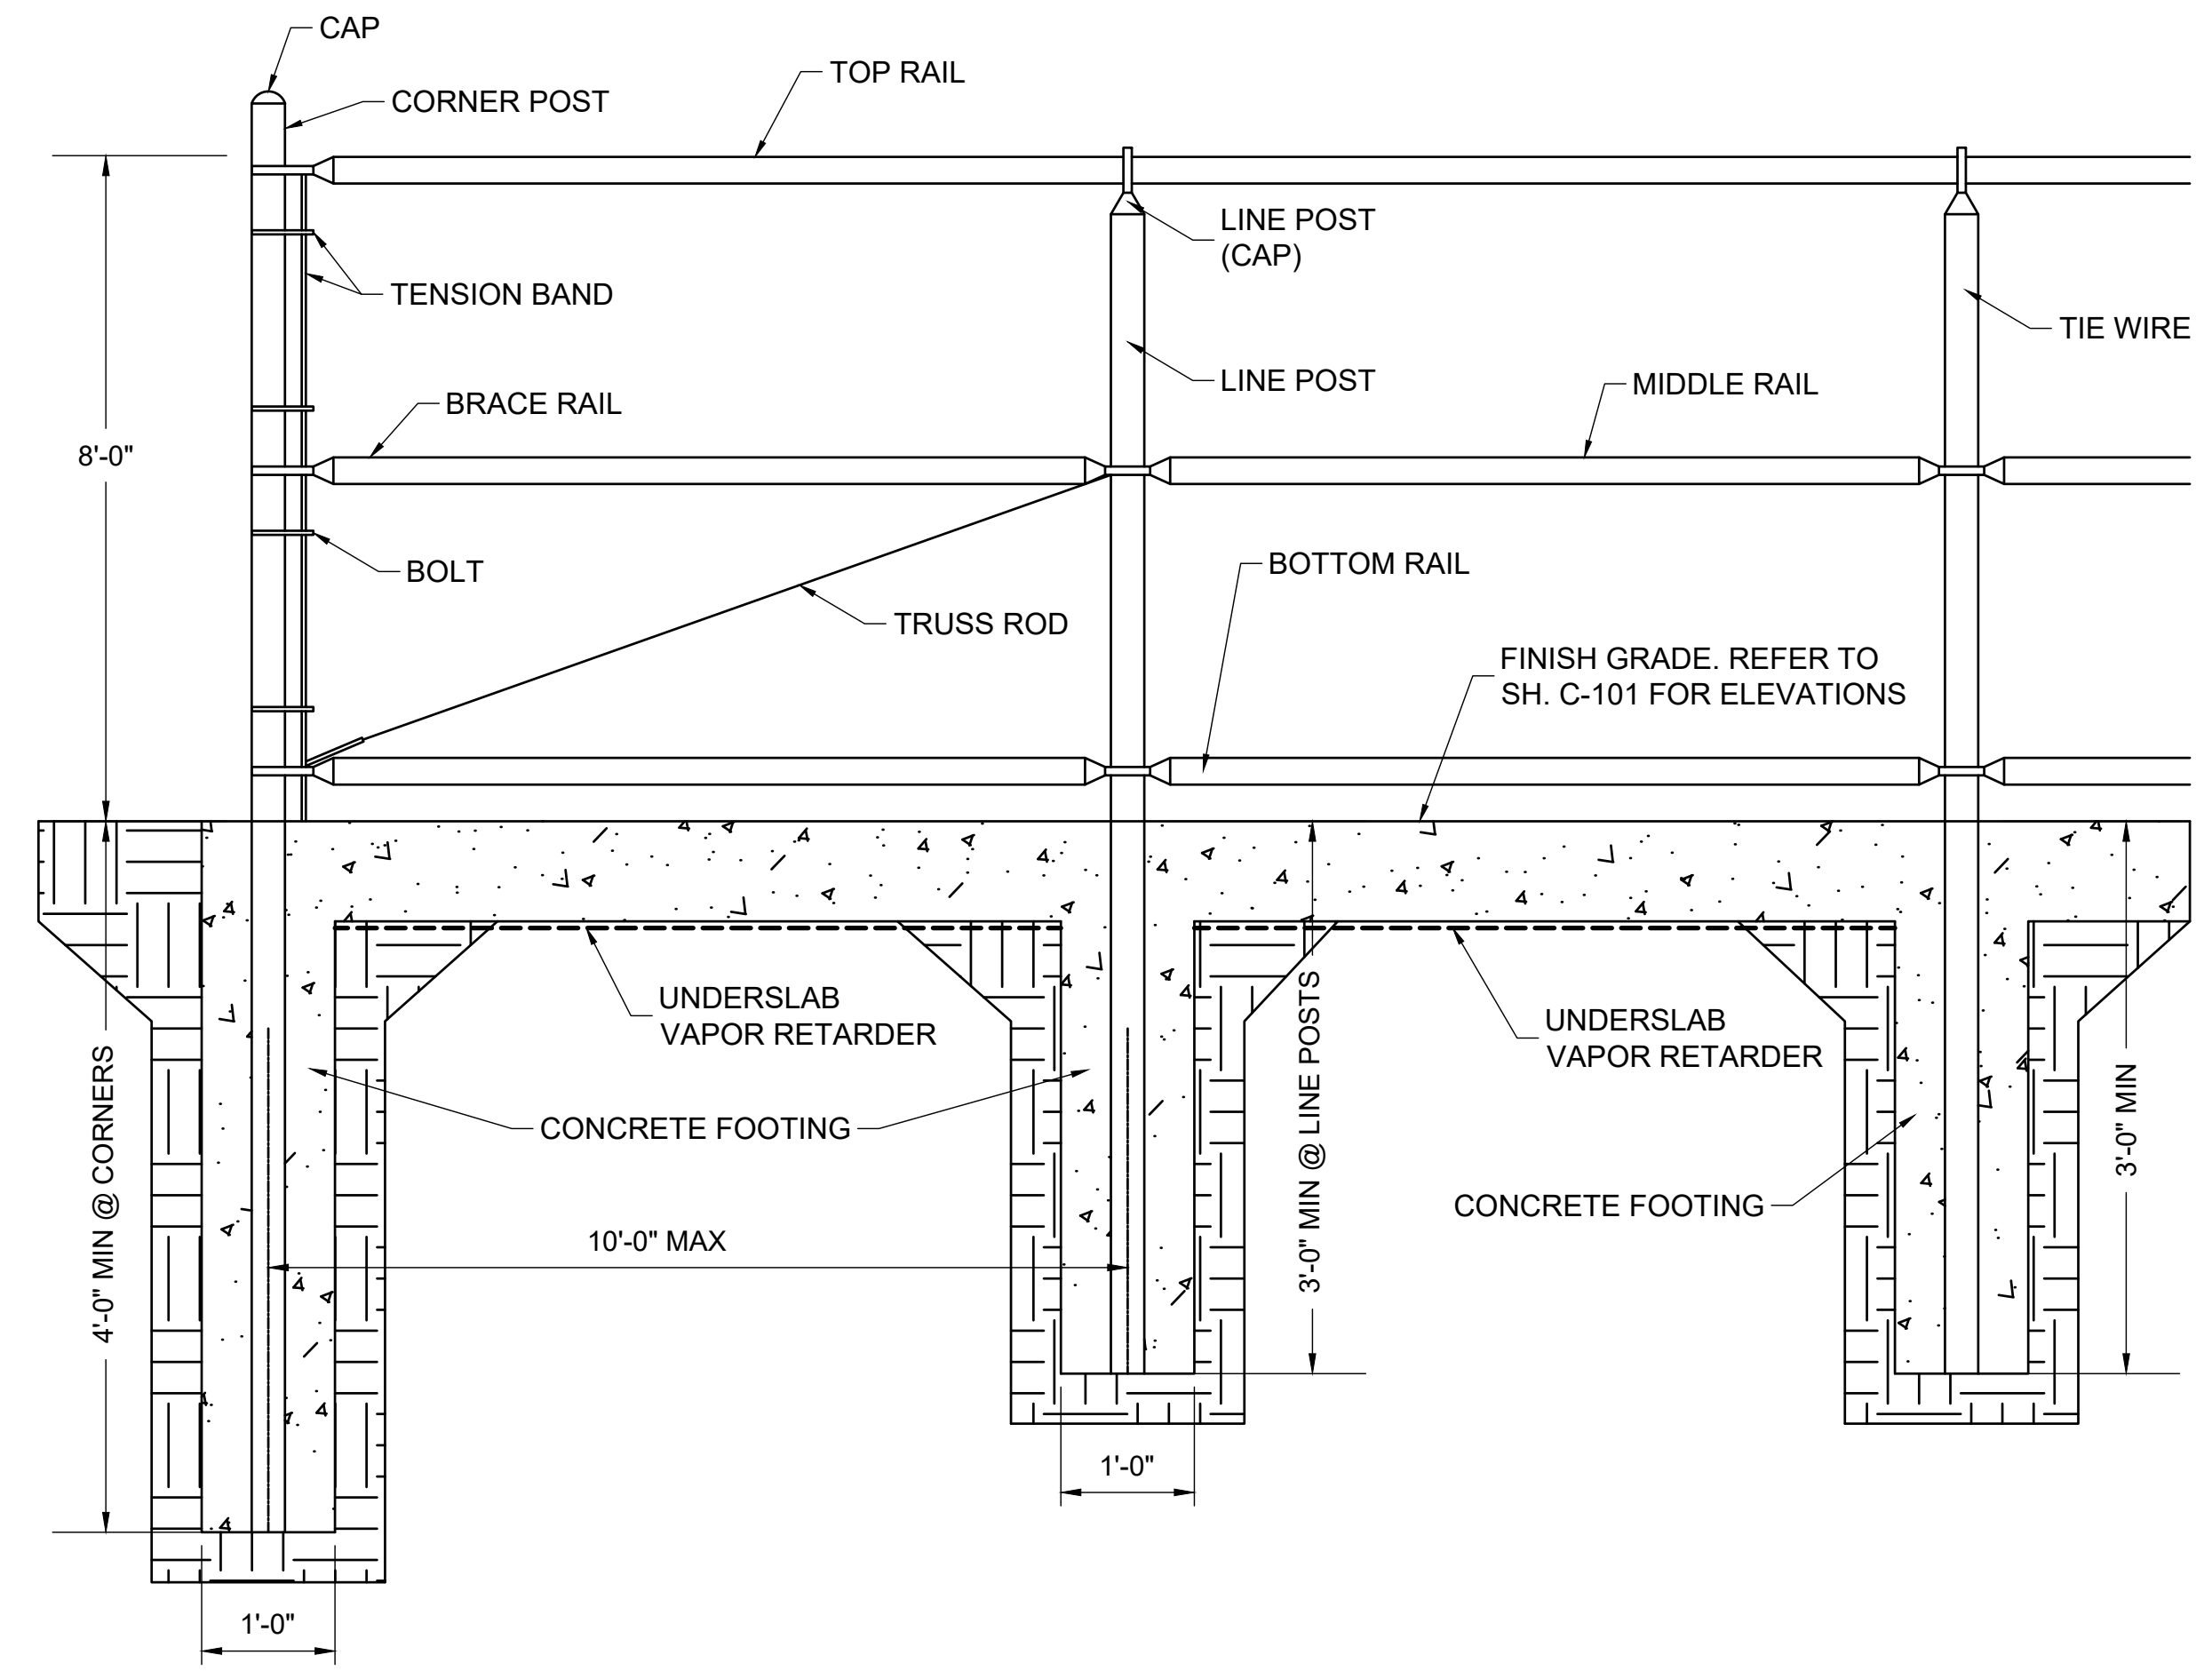 CAP
TOP RAIL
CORNER POST
LINE POST
(CAP)
TENSION BAND
TIE WIRE
LINE POST
MIDDLE RAIL
BRACE RAIL
8'-0"
BOLT
BOTTOM RAIL
TRUSS ROD
FINISH GRADE. REFER TO
SH. C-101 FOR ELEVATIONS
UNDERSLAB
VAPOR RETARDER
UNDERSLAB
VAPOR RETARDER
4'-0" MIN @ CORNERS
CONCRETE FOOTING
3'-0" MIN @ LINE POSTS
3'-0" MIN
CONCRETE FOOTING
10'-0" MAX
1'-0"
1'-0"